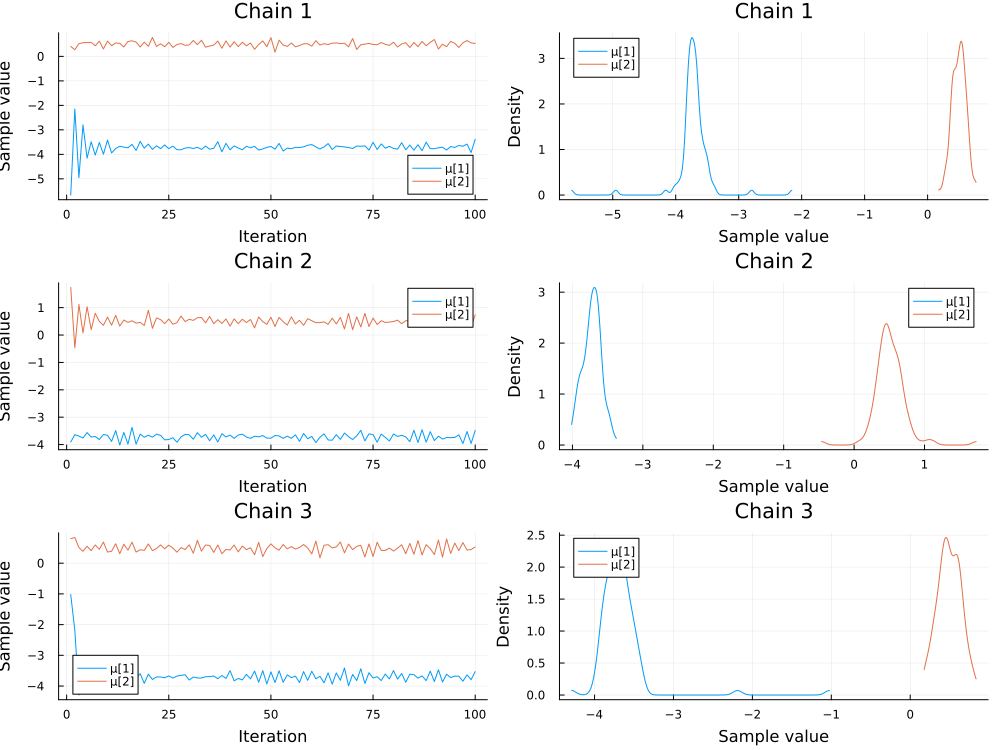 Chain 1
Sample value
0
−1
−2
−3
−4
−5
μ[1]
μ[2]
0
25
50
75
100
Iteration
Chain 1
Density
3
2
1
0
μ[1]
μ[2]
−5
−4
−3
−2
−1
0
Sample value
Chain 2
Sample value
1
0
−1
−2
−3
−4
μ[1]
μ[2]
0
25
50
75
100
Iteration
Chain 2
Density
3
2
1
0
μ[1]
μ[2]
−4
−3
−2
−1
0
1
Sample value
Chain 3
Sample value
0
−1
−2
−3
−4
μ[1]
μ[2]
0
25
50
75
100
Iteration
Chain 3
Density
2.5
2.0
1.5
1.0
0.5
0.0
μ[1]
μ[2]
−4
−3
−2
−1
0
Sample value